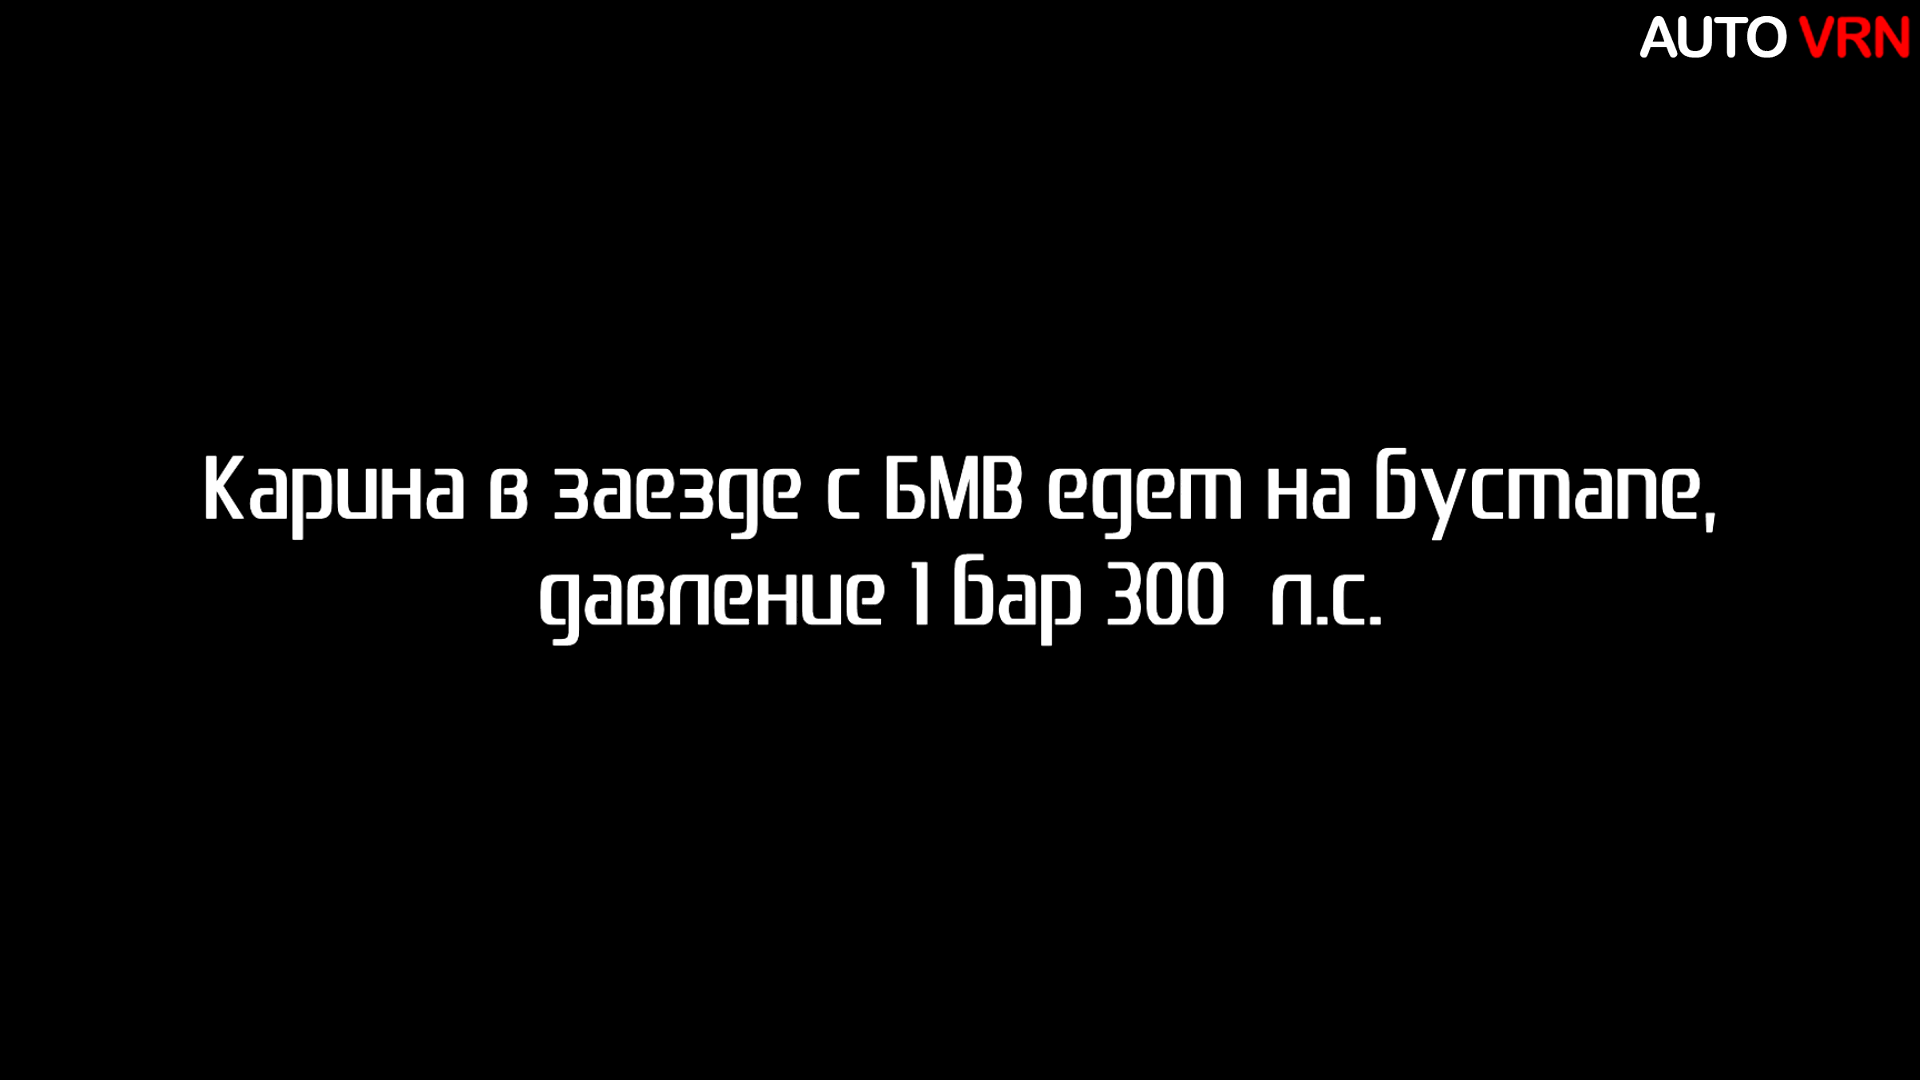 AUTO VRN
Карина в заезде с БМВ едет на бустапе,
давление 1 бар 300 л.с.